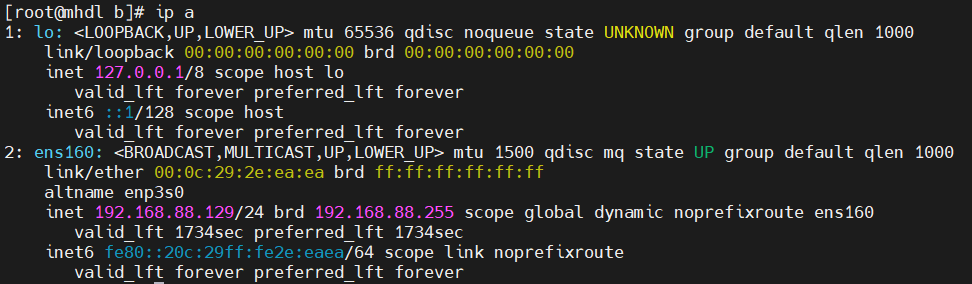 [root@mhdl b]# ip a
1: lo: <LOOPBACK,UP,LOWER_UP> mtu 65536 qdisc noqueue state UNKNOWN group default qlen 1000
    link/loopback 00:00:00:00:00:00 brd 00:00:00:00:00:00
    inet 127.0.0.1/8 scope host lo
       valid_lft forever preferred_lft forever
    inet6 ::1/128 scope host
       valid_lft forever preferred_lft forever
2: ens160: <BROADCAST,MULTICAST,UP,LOWER_UP> mtu 1500 qdisc mq state UP group default qlen 1000
    link/ether 00:0c:29:2e:ea:ea brd ff:ff:ff:ff:ff:ff
    altname enp3s0
    inet 192.168.88.129/24 brd 192.168.88.255 scope global dynamic noprefixroute ens160
       valid_lft 1734sec preferred_lft 1734sec
    inet6 fe80::20c:29ff:fe2e:eaea/64 scope link noprefixroute
       valid_lft forever preferred_lft forever